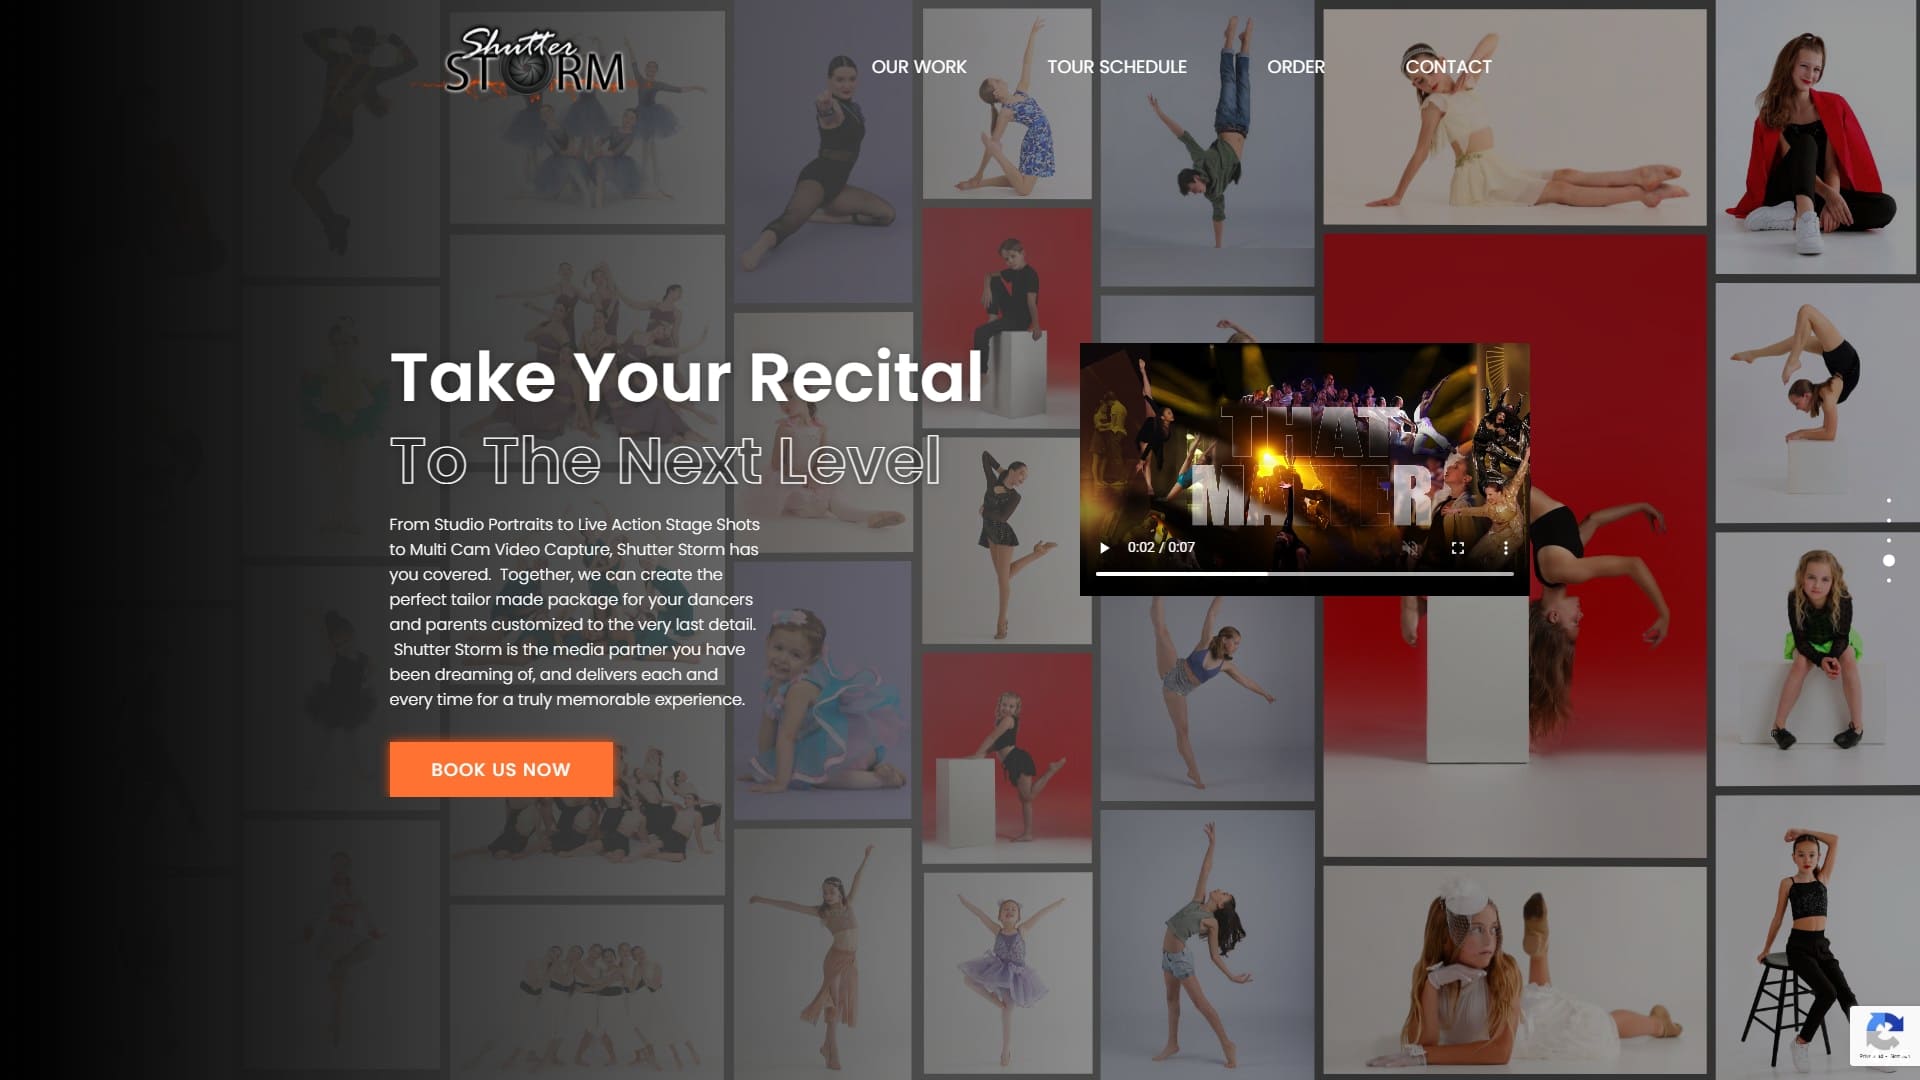 Shutter
STORM
OUR WORK
TOUR SCHEDULE
ORDER
CONTACT
Take Your Recital
To The Next Level
From Studio Portraits to Live Action Stage Shots
to Multi Cam Video Capture, Shutter Storm has
you covered.  Together, we can create the
perfect tailor made package for your dancers
and parents customized to the very last detail.
Shutter Storm is the media partner you have
been dreaming of, and delivers each and
every time for a truly memorable experience.
BOOK US NOW
THAT
MATTER
0:02 / 0:07